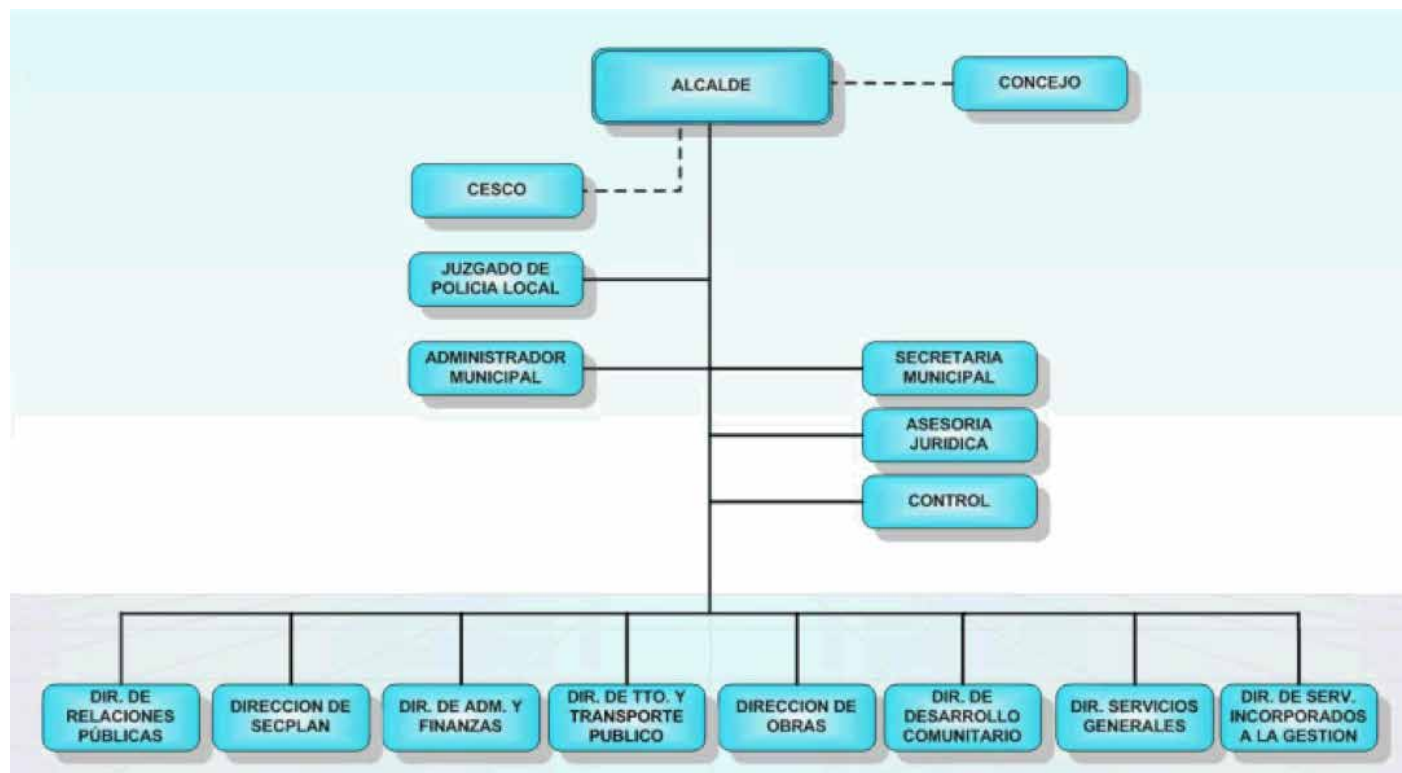 ALCALDE
CONCEJO
CESCO
JUZGADO DE
POLICIA LOCAL
ADMINISTRADOR
MUNICIPAL
SECRETARIA
MUNICIPAL
ASESORIA
JURIDICA
CONTROL
DIR. DE
RELACIONES
PÚBLICAS
DIRECCION DE
SECPLAN
DIR. DE ADM. Y
FINANZAS
DIR. DE TTO. Y
TRANSPORTE
PUBLICO
DIRECCION DE
OBRAS
DIR. DE
DESARROLLO
COMUNITARIO
DIR. SERVICIOS
GENERALES
DIR. DE SERV.
INCORPORADOS
A LA GESTION